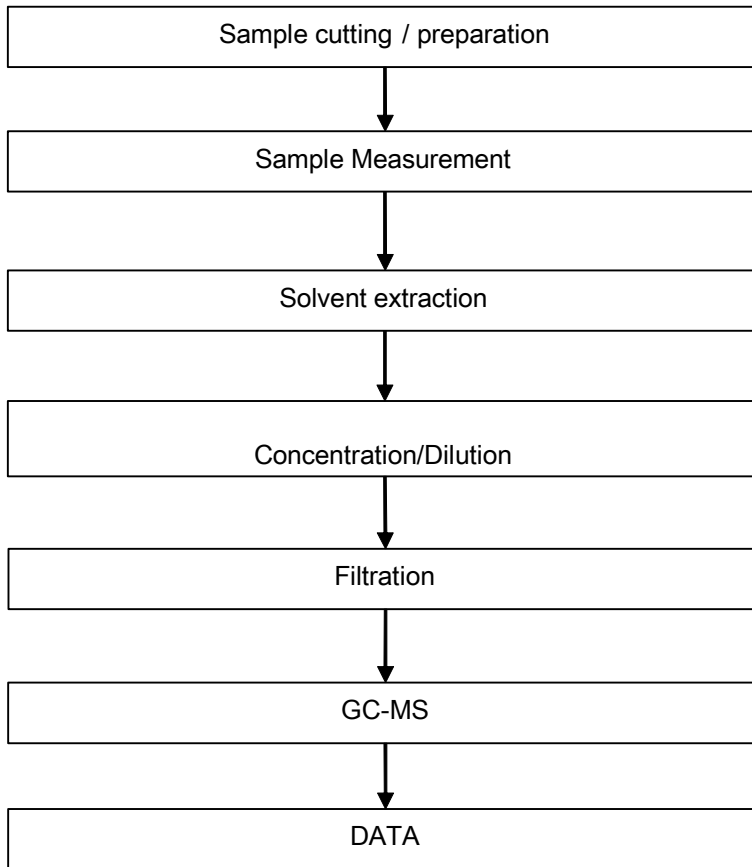 Sample cutting / preparation
Sample Measurement
Solvent extraction
Concentration/Dilution
Filtration
GC-MS
DATA